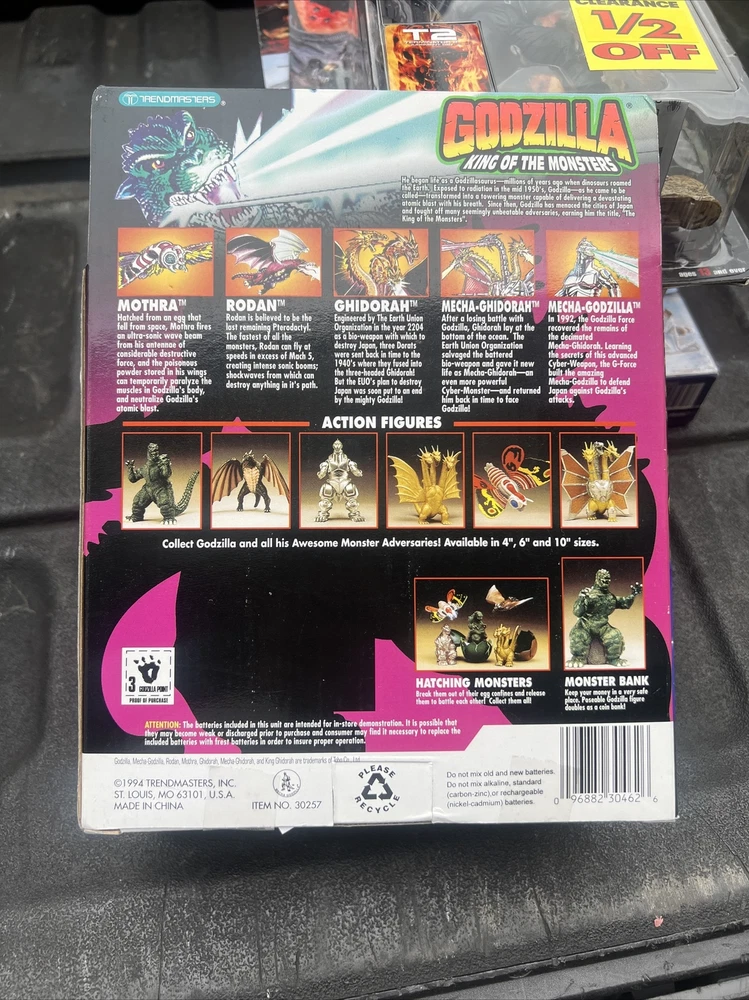 CLEARANCE
1/2
OFF
T2
ages 13 and over
TRENDMASTERS®
GODZILLA®
KING OF THE MONSTERS
He began life as a Godzillasaurus—millions of years ago when dinosaurs roamed
the Earth. Exposed to radiation in the mid 1950's, Godzilla—as he came to be
called—transformed into a towering monster capable of delivering a devastating
atomic blast with his breath. Since then, Godzilla has menaced the cities of Japan
and fought off many seemingly unbeatable adversaries, earning him the title, "The
King of the Monsters".
MOTHRA™
Hatched from an egg that
fell from space, Mothra fires
an ultra-sonic wave beam
from his antennae of
considerable destructive
force, and the poisonous
powder stored in his wings
can temporarily paralyze the
muscles in Godzilla's body,
and neutralize Godzilla's
atomic blast.
RODAN™
Rodan is believed to be the
last remaining Pterodactyl.
The fastest of all the
monsters, Rodan can fly at
speeds in excess of Mach 5,
creating intense sonic booms;
shockwaves from which can
destroy anything in it's path.
GHIDORAH™
Engineered by The Earth Union
Organization in the year 2204
as a bio-weapon with which to
destroy Japan, three Dorats
were sent back in time to the
1940's where they fused into
the three-headed Ghidorah!
But the EUO's plan to destroy
Japan was soon put to an end
by the mighty Godzilla!
MECHA-GHIDORAH™
After a losing battle with
Godzilla, Ghidorah lay at the
bottom of the ocean. The
Earth Union Organization
salvaged the battered
bio-weapon and gave it new
life as Mecha-Ghidorah—an
even more powerful
Cyber-Monster—and returned
him back in time to face
Godzilla!
MECHA-GODZILLA™
In 1992, the Godzilla Force
recovered the remains of
the decimated
Mecha-Ghidorah. Learning
the secrets of this advanced
Cyber-Weapon, the G-Force
built the amazing
Mecha-Godzilla to defend
Japan against Godzilla's
attacks.
ACTION FIGURES
Collect Godzilla and all his Awesome Monster Adversaries! Available in 4", 6" and 10" sizes.
HATCHING MONSTERS
Break them out of their egg confines and release
them to battle each other! Collect them all!
MONSTER BANK
Keep your money in a very safe
place. Poseable Godzilla figure
doubles as a coin bank!
3 GODZILLA POINT
PROOF OF PURCHASE
ATTENTION: The batteries included in this unit are intended for in-store demonstration. It is possible that
they may become weak or discharged prior to purchase and consumer may find it necessary to replace the
included batteries with fresh batteries in order to insure proper operation.
Godzilla, Mecha-Godzilla, Rodan, Mothra, Ghidorah, Mecha-Ghidorah, and King Ghidorah are trademarks of Toho Co., Ltd.
©1994 TRENDMASTERS, INC.
ST. LOUIS, MO 63101, U.S.A.
MADE IN CHINA
ITEM NO. 30257
PLEASE
RECYCLE
Do not mix old and new batteries.
Do not mix alkaline, standard
(carbon-zinc),or rechargeable
(nickel-cadmium) batteries.
0 96882 30462 6